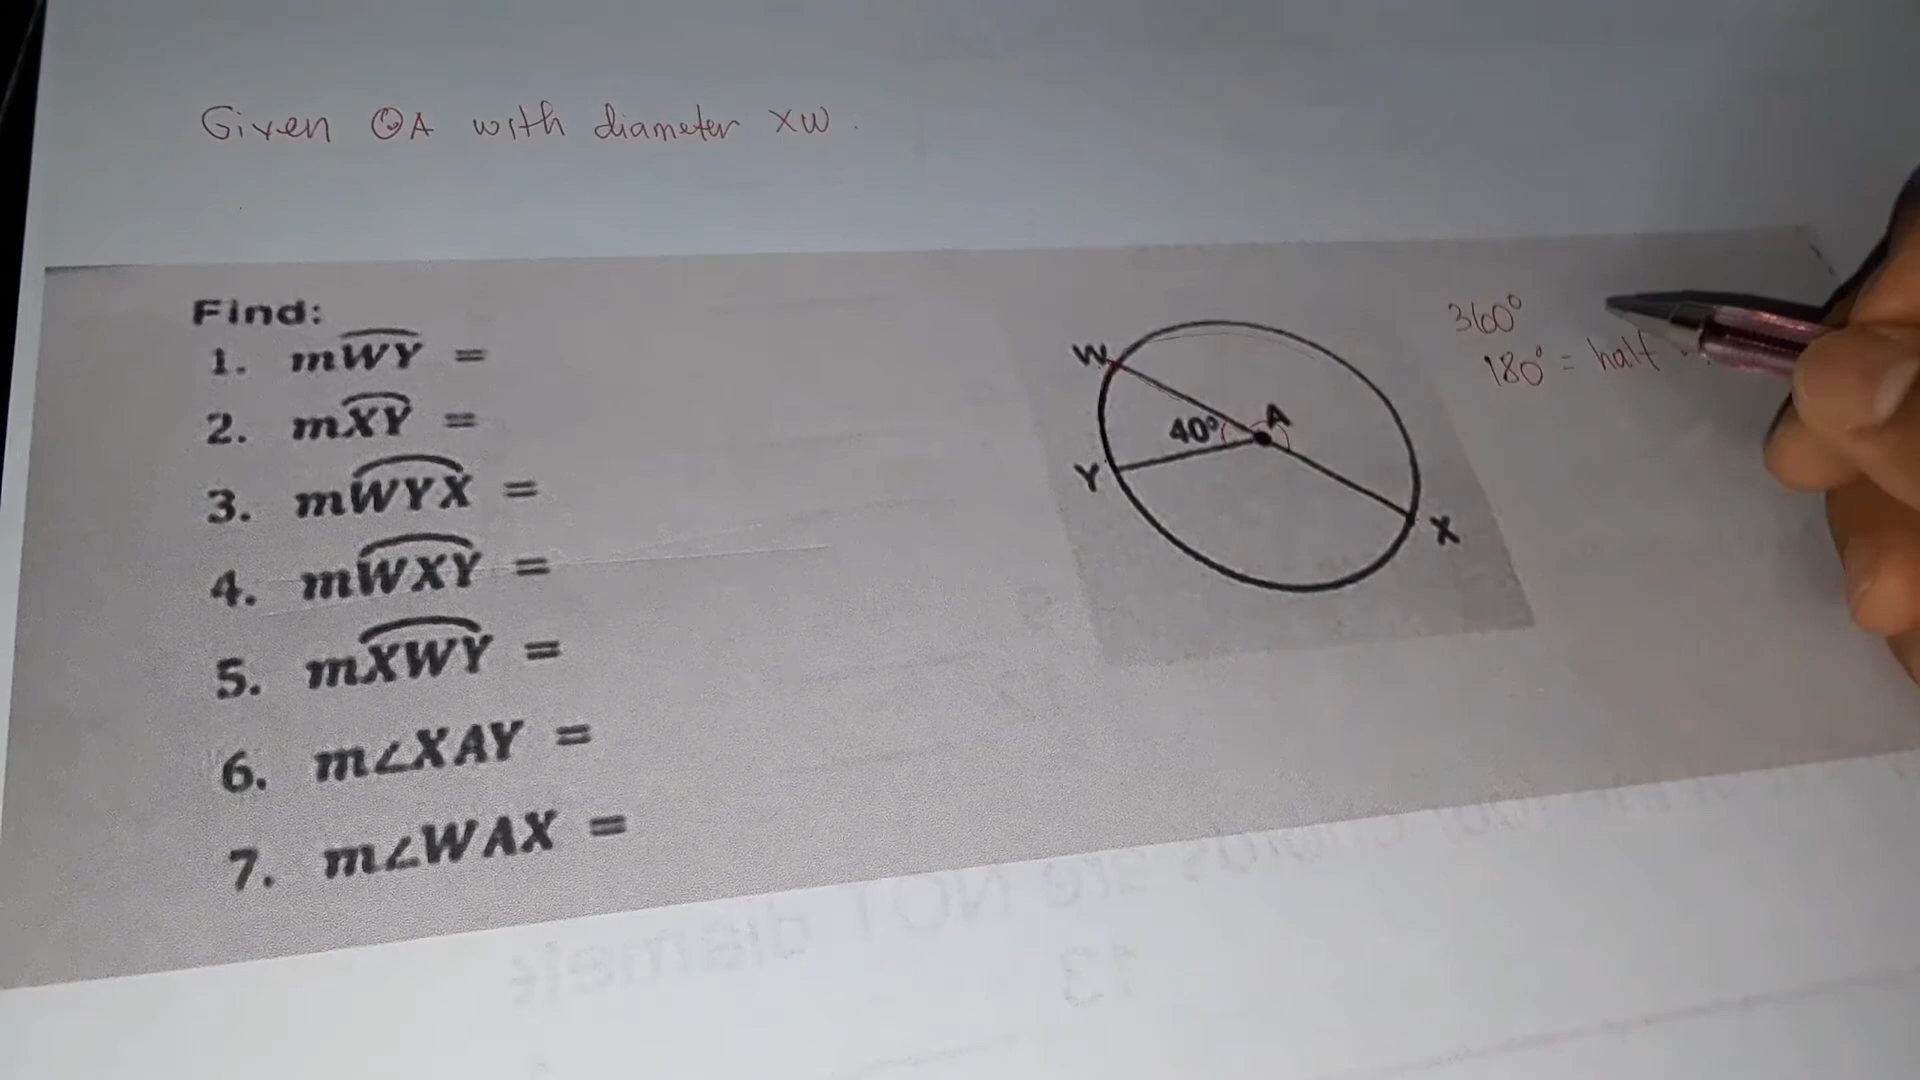 Given ⊙A with diameter XW.
Find:
1. mWY =
2. mXY =
3. mWYX =
4. mWXY =
5. mXWY =
6. m∠XAY =
7. m∠WAX =
W
A
40°
Y
X
360°
180° = half
13